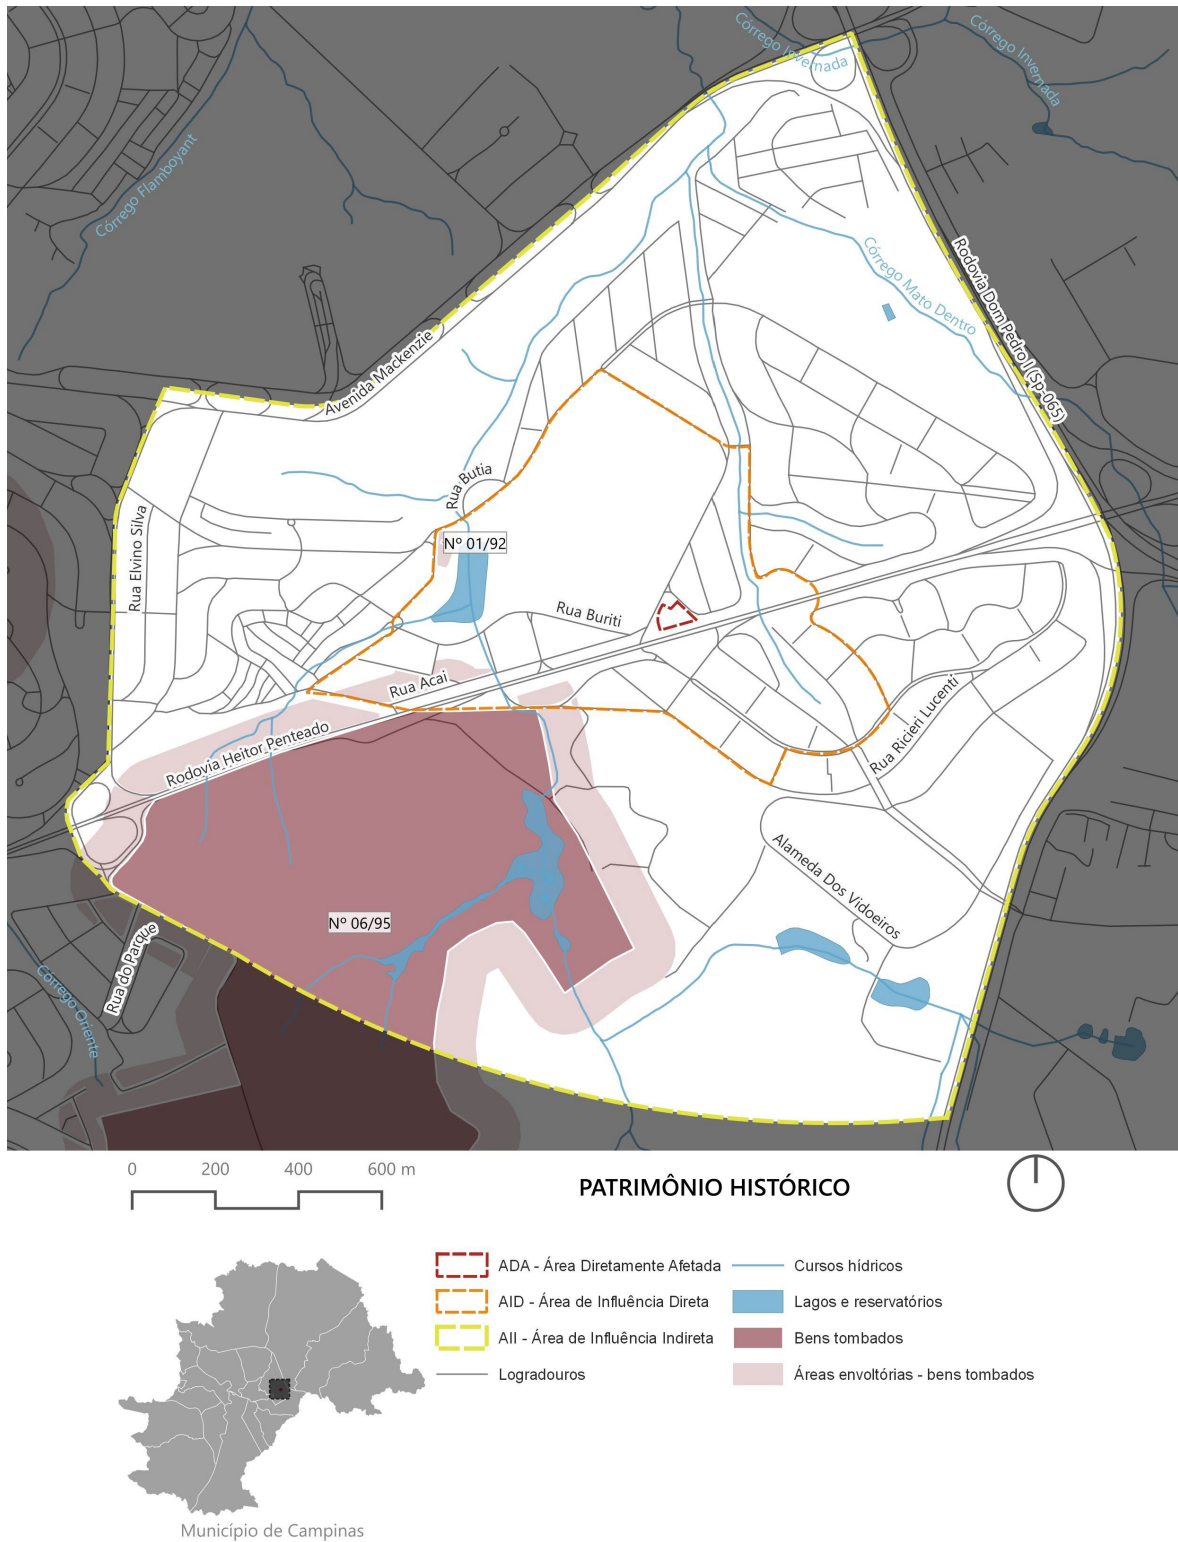 Córrego Invernada
Córrego Invernada
Córrego Flamboyant
Rodovia Dom Pedro I (Sp-065)
Córrego Mato Dentro
Avenida Mackenzie
Rua Butia
Rua Elvino Silva
Nº 01/92
Rua Buriti
Rua Acai
Rua Ricieri Lucenti
Rodovia Heitor Penteado
Alameda Dos Vidoeiros
Nº 06/95
Rua do Parque
Córrego Oriente
0 200 400 600 m
PATRIMÔNIO HISTÓRICO
ADA - Área Diretamente Afetada
AID - Área de Influência Direta
AII - Área de Influência Indireta
Logradouros
Cursos hídricos
Lagos e reservatórios
Bens tombados
Áreas envoltórias - bens tombados
Município de Campinas